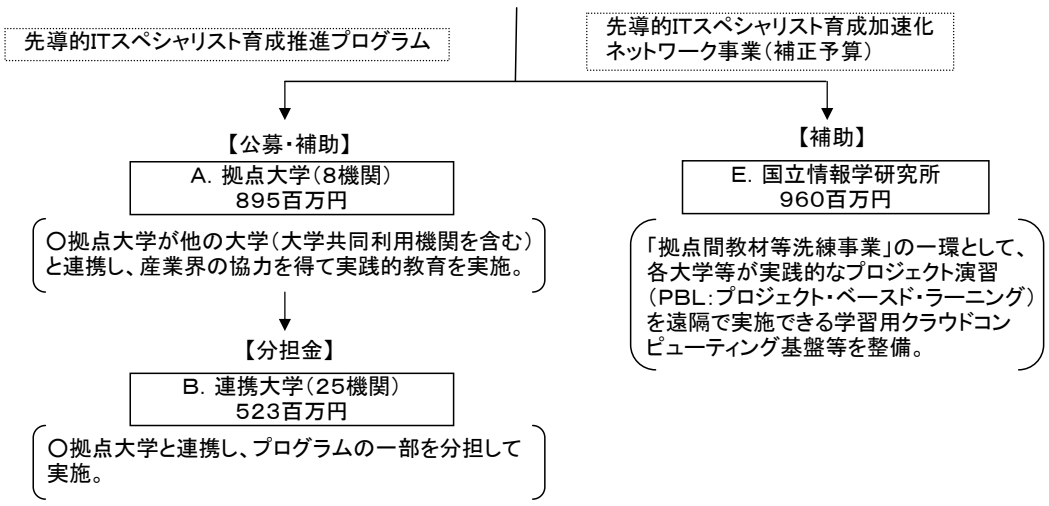 先導的ITスペシャリスト育成推進プログラム
先導的ITスペシャリスト育成加速化
ネットワーク事業(補正予算)
【公募・補助】
A. 拠点大学(8機関)
895百万円
○拠点大学が他の大学(大学共同利用機関を含む)
と連携し、産業界の協力を得て実践的教育を実施。
【分担金】
B. 連携大学(25機関)
523百万円
○拠点大学と連携し、プログラムの一部を分担して
実施。
【補助】
E. 国立情報学研究所
960百万円
「拠点間教材等洗練事業」の一環として、
各大学等が実践的なプロジェクト演習
(PBL:プロジェクト・ベースド・ラーニング)
を遠隔で実施できる学習用クラウドコン
ピューティング基盤等を整備。